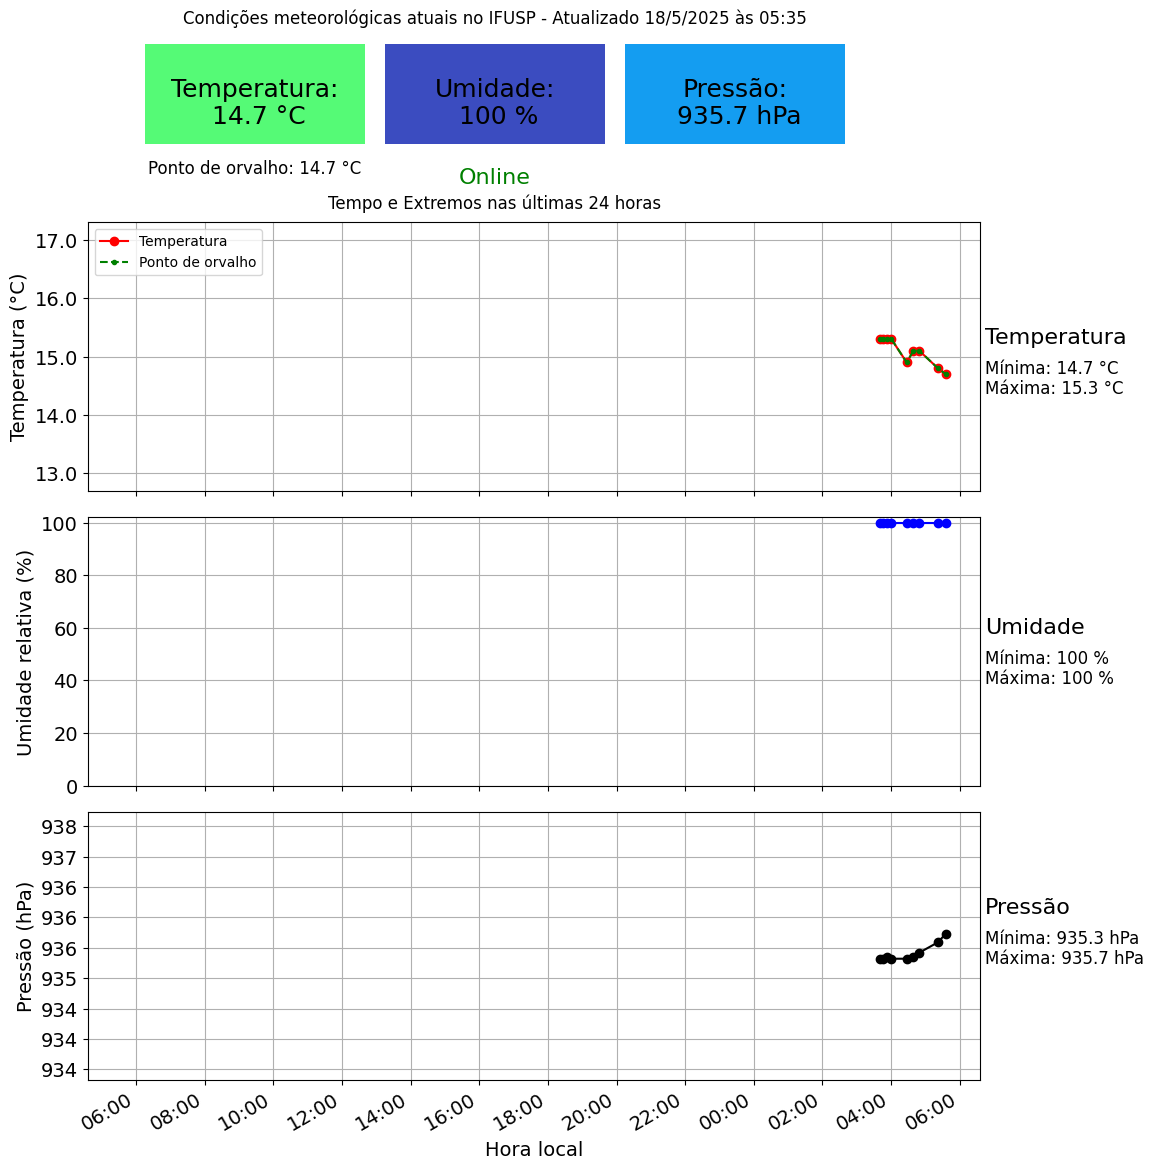 Condições meteorológicas atuais no IFUSP - Atualizado 18/5/2025 às 05:35
Temperatura:
14.7 °C
Umidade:
100 %
Pressão:
935.7 hPa
Ponto de orvalho: 14.7 °C
Online
Tempo e Extremos nas últimas 24 horas
Temperatura
Ponto de orvalho
Temperatura (°C)
17.0
16.0
15.0
14.0
13.0
Temperatura
Mínima: 14.7 °C
Máxima: 15.3 °C
Umidade relativa (%)
100
80
60
40
20
0
Umidade
Mínima: 100 %
Máxima: 100 %
Pressão (hPa)
938
937
936
936
936
935
934
934
934
Pressão
Mínima: 935.3 hPa
Máxima: 935.7 hPa
06:00 08:00 10:00 12:00 14:00 16:00 18:00 20:00 22:00 00:00 02:00 04:00 06:00
Hora local